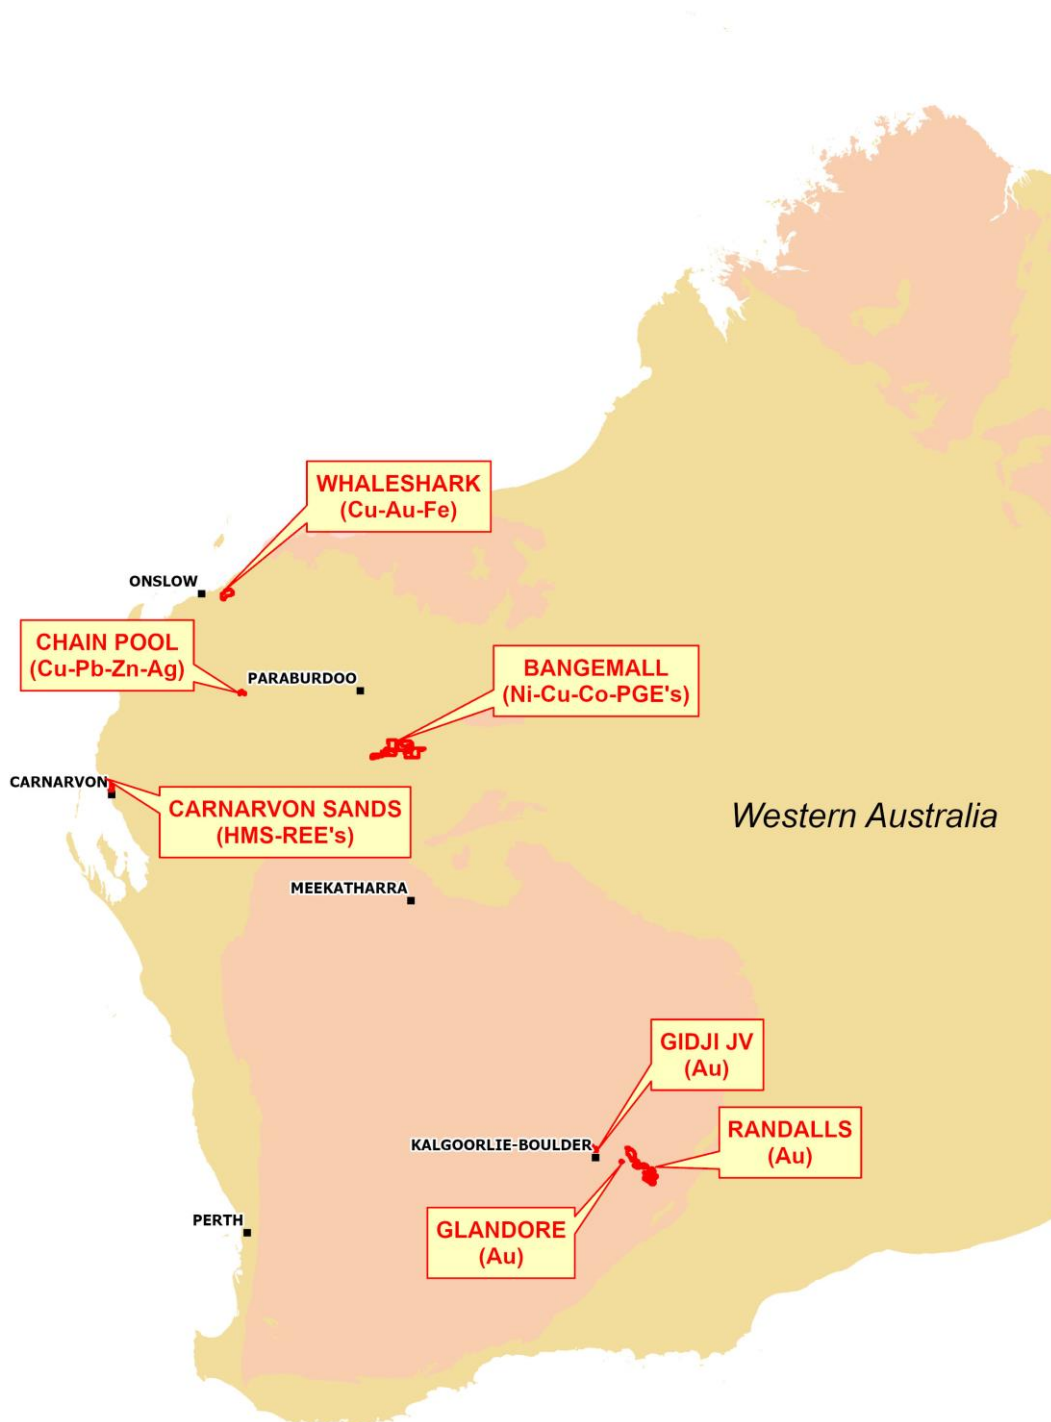 WHALESHARK
(Cu-Au-Fe)
ONSLOW
CHAIN POOL
(Cu-Pb-Zn-Ag)
PARABURDOO
BANGEMALL
(Ni-Cu-Co-PGE's)
CARNARVON
CARNARVON SANDS
(HMS-REE's)
Western Australia
MEEKATHARRA
GIDJI JV
(Au)
KALGOORLIE-BOULDER
RANDALLS
(Au)
PERTH
GLANDORE
(Au)